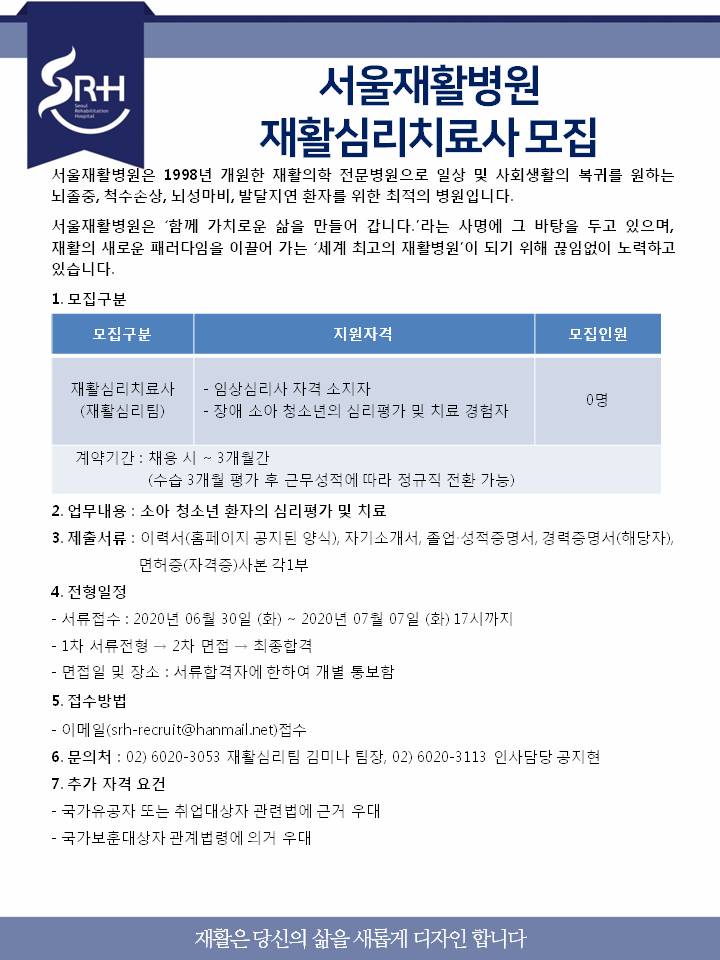 SRH
Seoul
Rehabilitation
Hospital
서울재활병원
재활심리치료사 모집
서울재활병원은 1998년 개원한 재활의학 전문병원으로 일상 및 사회생활의 복귀를 원하는
뇌졸중, 척수손상, 뇌성마비, 발달지연 환자를 위한 최적의 병원입니다.
서울재활병원은 ‘함께 가치로운 삶을 만들어 갑니다.’라는 사명에 그 바탕을 두고 있으며,
재활의 새로운 패러다임을 이끌어 가는 ‘세계 최고의 재활병원’이 되기 위해 끊임없이 노력하고
있습니다.
1. 모집구분
모집구분 지원자격 모집인원
재활심리치료사
(재활심리팀)
- 임상심리사 자격 소지자
- 장애 소아 청소년의 심리평가 및 치료 경험자
0명
계약기간 : 채용 시 ~ 3개월간
(수습 3개월 평가 후 근무성적에 따라 정규직 전환 가능)
2. 업무내용 : 소아 청소년 환자의 심리평가 및 치료
3. 제출서류 : 이력서(홈페이지 공지된 양식), 자기소개서, 졸업·성적증명서, 경력증명서(해당자),
면허증(자격증)사본 각1부
4. 전형일정
- 서류접수 : 2020년 06월 30일 (화) ~ 2020년 07월 07일 (화) 17시까지
- 1차 서류전형 → 2차 면접 → 최종합격
- 면접일 및 장소 : 서류합격자에 한하여 개별 통보함
5. 접수방법
- 이메일(srh-recruit@hanmail.net)접수
6. 문의처 : 02) 6020-3053 재활심리팀 김미나 팀장, 02) 6020-3113 인사담당 공지현
7. 추가 자격 요건
- 국가유공자 또는 취업대상자 관련법에 근거 우대
- 국가보훈대상자 관계법령에 의거 우대
재활은 당신의 삶을 새롭게 디자인 합니다